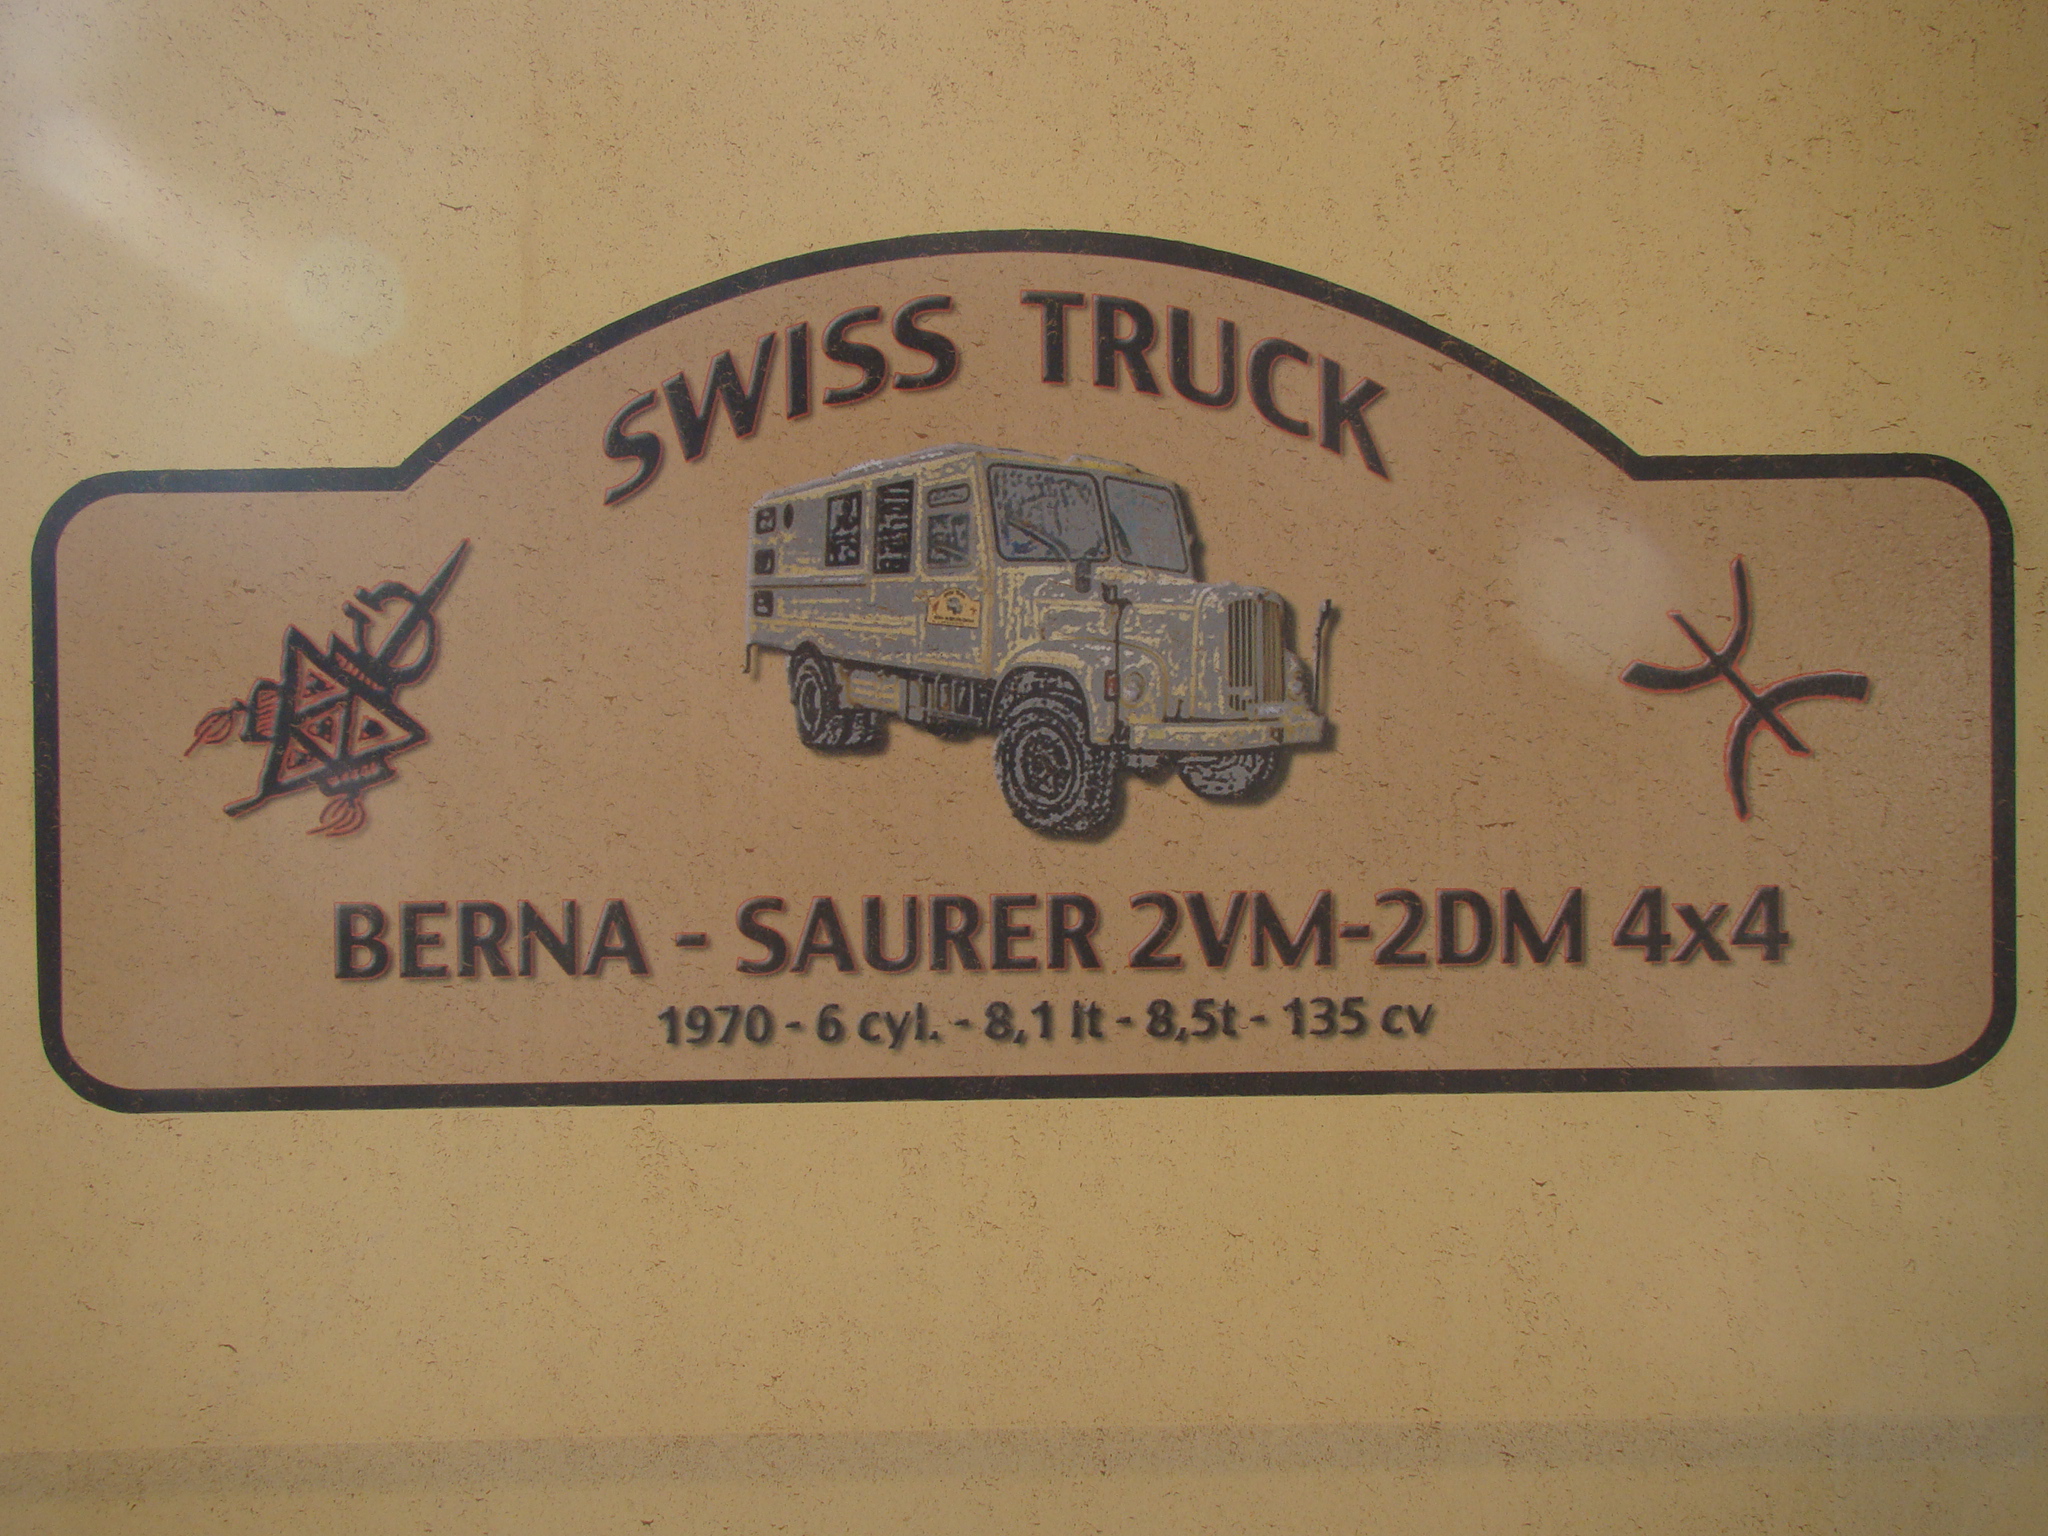 SWISS TRUCK
BERNA - SAURER 2VM-2DM 4x4
1970 - 6 cyl. - 8,1 lt - 8,5t - 135 cv